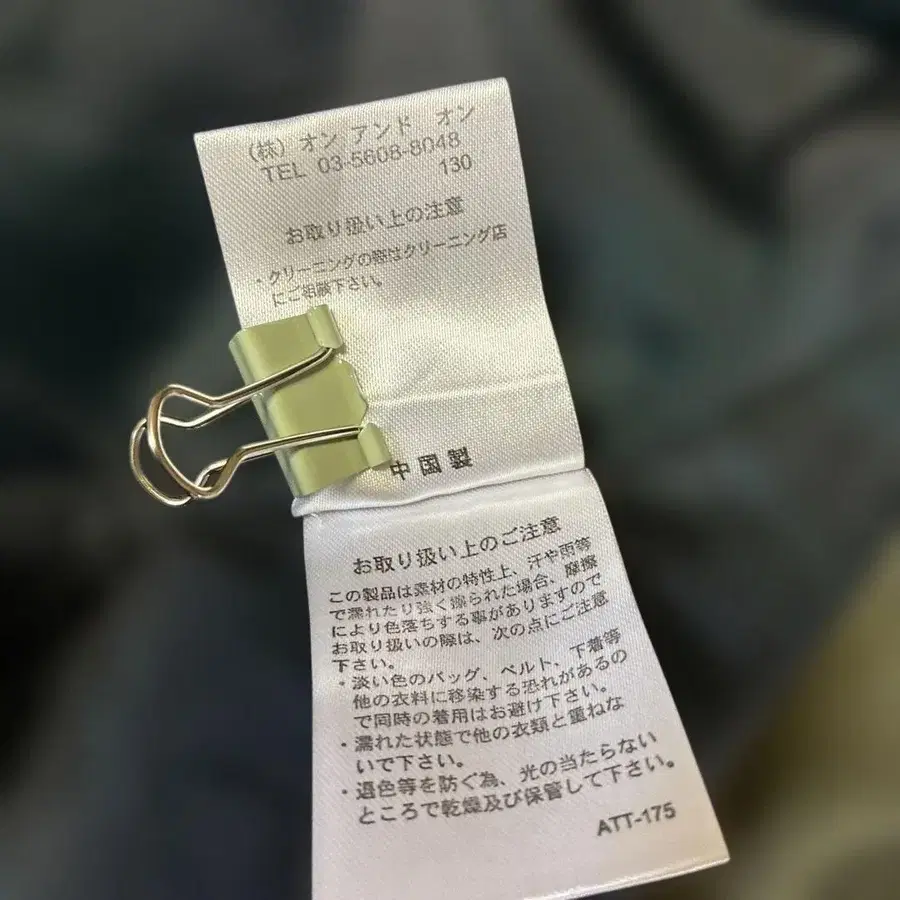 (株) オン アンド オン
TEL 03-5608-8048
130
お取り扱い上の注意
・クリーニングの際はクリーニング店
にご相談下さい。
中国製
お取り扱い上のご注意
この製品は素材の特性上、汗や雨等
で濡れたり強く擦られた場合、摩擦
により色落ちする事がありますので
お取り扱いの際は、次の点にご注意
下さい。
・淡い色のバッグ、ベルト、下着等
他の衣料に移染する恐れがあるの
で同時の着用はお避け下さい。
・濡れた状態で他の衣類と重ねな
いで下さい。
・退色等を防ぐ為、光の当たらない
ところで乾燥及び保管して下さい。
ATT-175